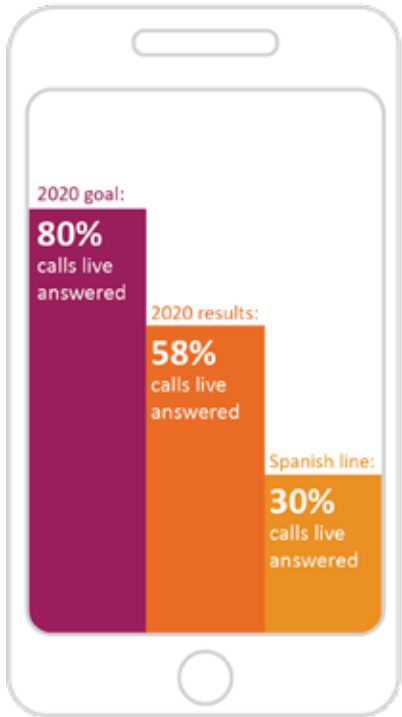 2020 goal:
80%
calls live
answered
2020 results:
58%
calls live
answered
Spanish line:
30%
calls live
answered